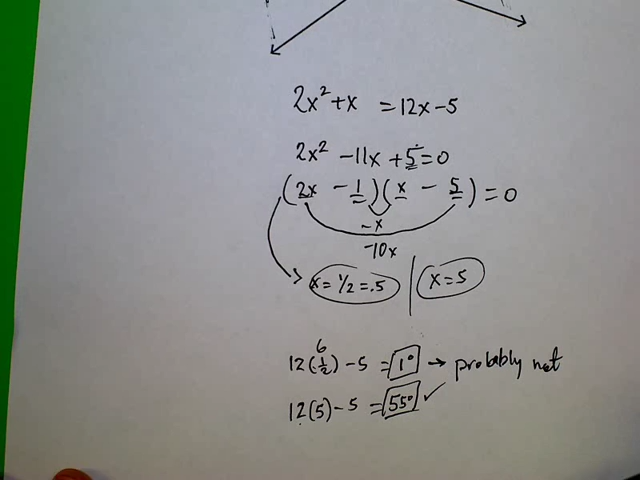 2x² + x = 12x - 5
2x² - 11x + 5 = 0
(2x - 1)(x - 5) = 0
-x
-10x
x = 1/2 = .5 | x = 5
6
12(1/2) - 5 = 1° → probably not
12(5) - 5 = 55° ✓